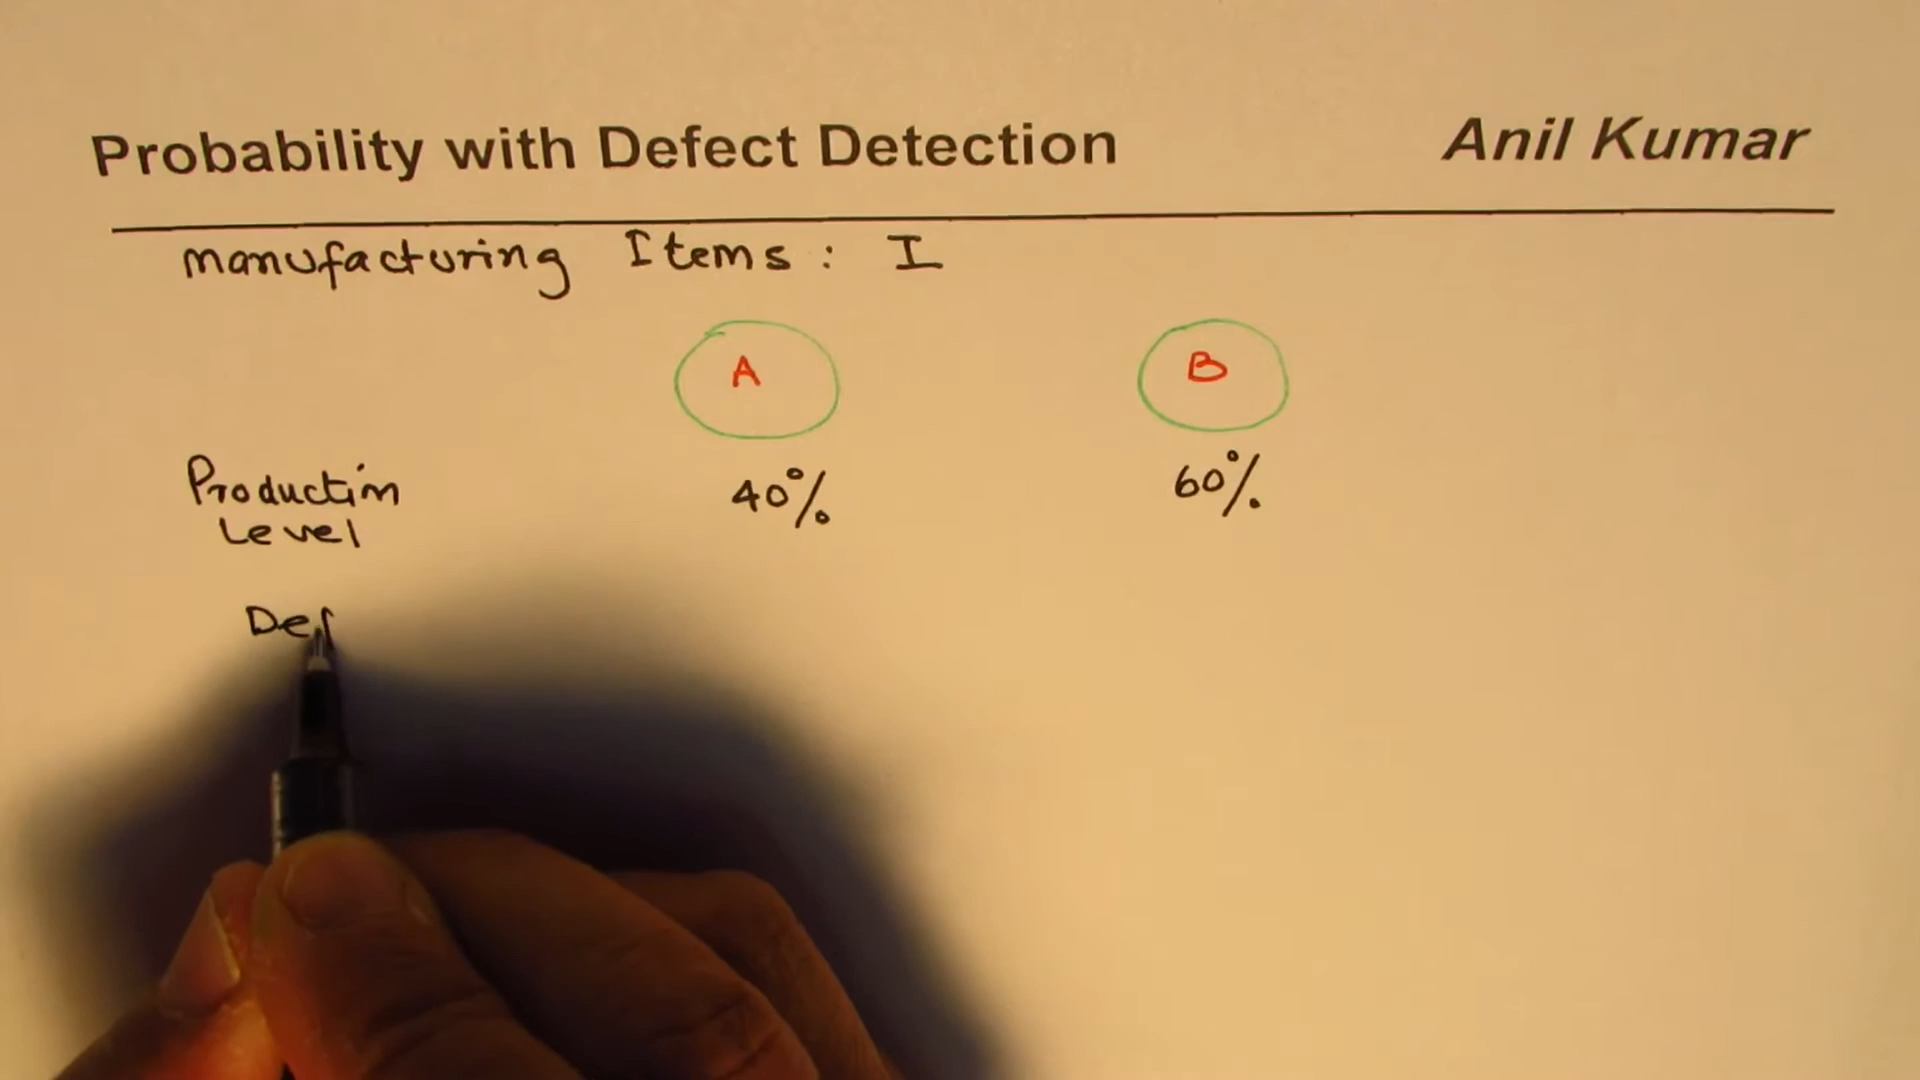 Probability with Defect Detection Anil Kumar
Manufacturing Items : I
A B
Production 40% 60%
Level
Def